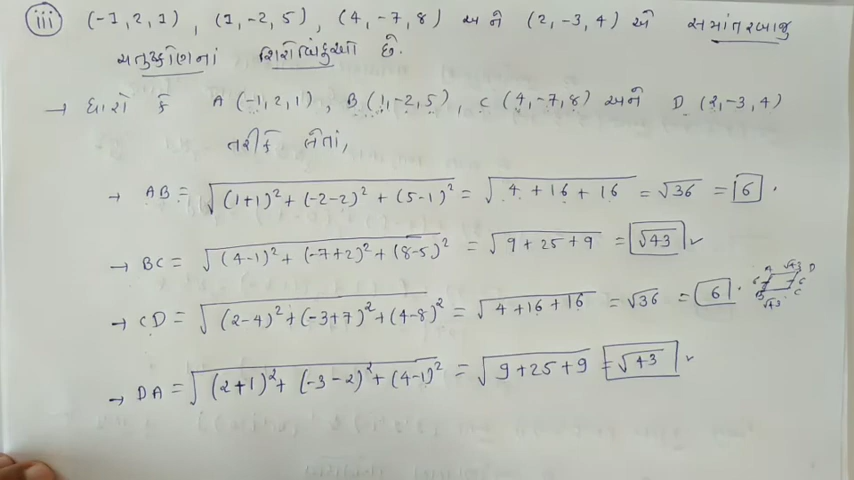 (iii) (-1, 2, 1), (1, -2, 5), (4, -7, 8) અને (2, -3, 4) એ સમાંતરબાજુ
ચતુષ્કોણનાં શિરોબિંદુઓ છે.
→ ધારો કે A (-1, 2, 1), B (1, -2, 5), C (4, -7, 8) અને D (2, -3, 4)
તરીકે લેતાં,
→ AB = √((1+1)² + (-2-2)² + (5-1)²) = √(4 + 16 + 16) = √36 = 6.
→ BC = √((4-1)² + (-7+2)² + (8-5)²) = √(9 + 25 + 9) = √43 ✓
→ CD = √((2-4)² + (-3+7)² + (4-8)²) = √(4 + 16 + 16) = √36 = 6.
A √43 D
6 6
B √43 C
→ DA = √((2+1)² + (-3-2)² + (4-1)²) = √(9 + 25 + 9) = √43 ✓